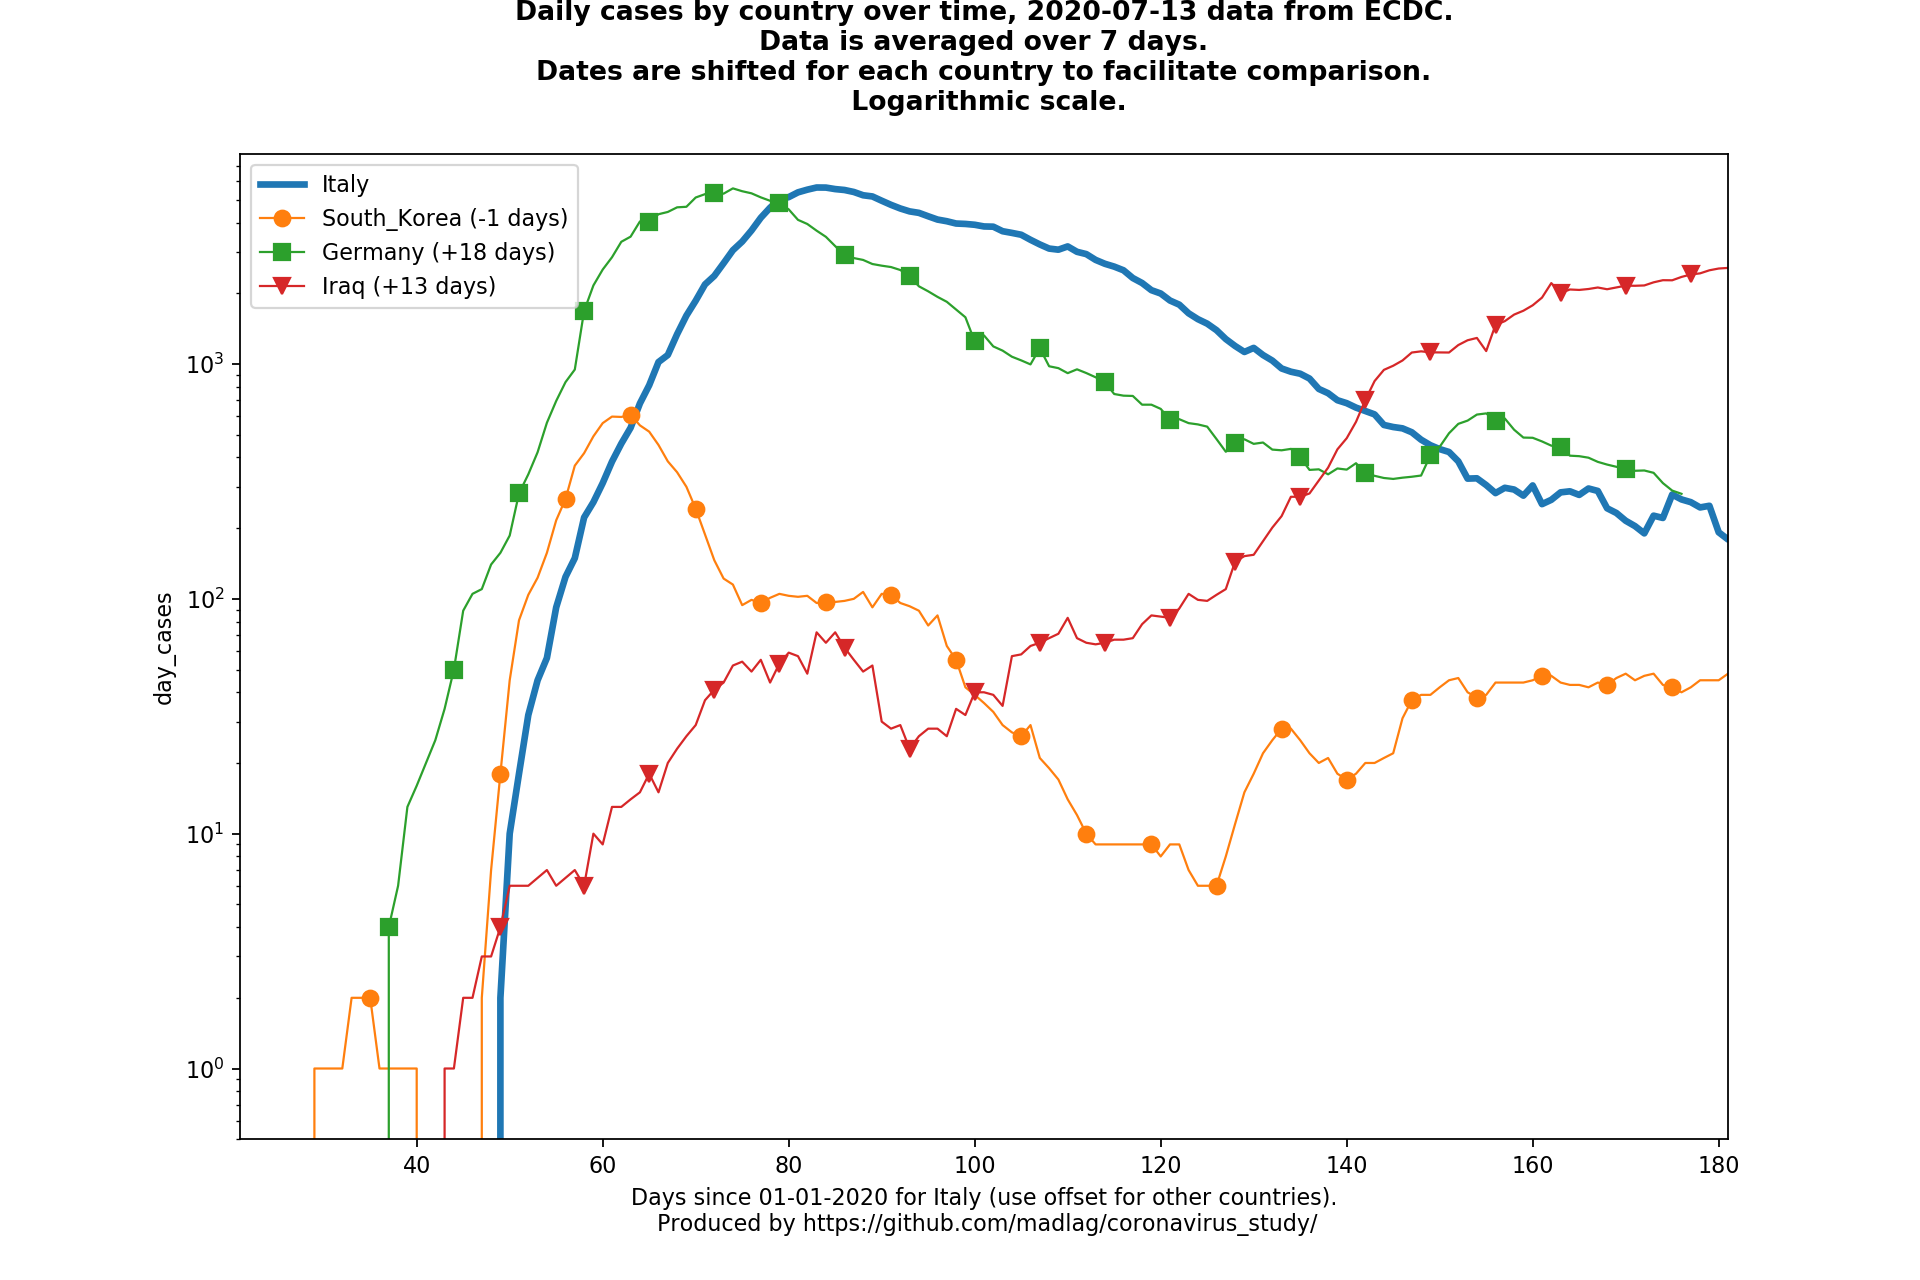 Daily cases by country over time, 2020-07-13 data from ECDC.
Data is averaged over 7 days.
Dates are shifted for each country to facilitate comparison.
Logarithmic scale.
Italy
South_Korea (-1 days)
Germany (+18 days)
Iraq (+13 days)
10³
10²
10¹
10⁰
day_cases
40 60 80 100 120 140 160 180
Days since 01-01-2020 for Italy (use offset for other countries).
Produced by https://github.com/madlag/coronavirus_study/